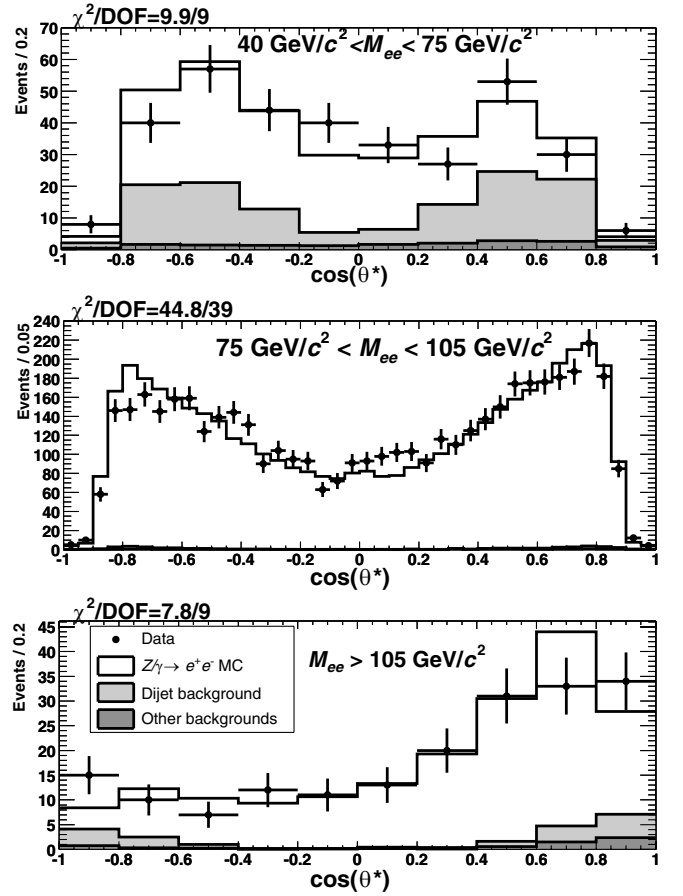 χ²/DOF=9.9/9
40 GeV/c² <M_ee < 75 GeV/c²
Events / 0.2
70
60
50
40
30
20
10
0
-1 -0.8 -0.6 -0.4 -0.2 0 0.2 0.4 0.6 0.8 1
cos(θ*)
χ²/DOF=44.8/39
75 GeV/c² < M_ee < 105 GeV/c²
Events / 0.05
240
220
200
180
160
140
120
100
80
60
40
20
0
-1 -0.8 -0.6 -0.4 -0.2 0 0.2 0.4 0.6 0.8 1
cos(θ*)
χ²/DOF=7.8/9
M_ee > 105 GeV/c²
Events / 0.2
45
40
35
30
25
20
15
10
5
0
Data
Z/γ→ e⁺e⁻ MC
Dijet background
Other backgrounds
-1 -0.8 -0.6 -0.4 -0.2 0 0.2 0.4 0.6 0.8 1
cos(θ*)